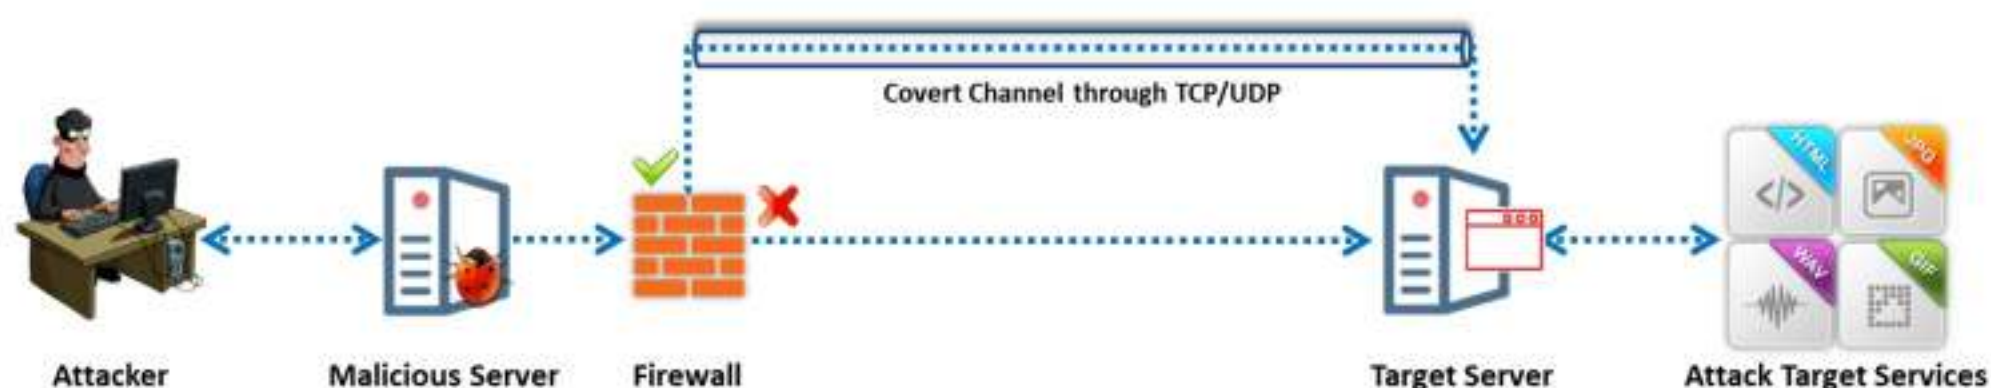 Covert Channel through TCP/UDP
HTML
JPG
WAV
GIF
Attacker
Malicious Server
Firewall
Target Server
Attack Target Services